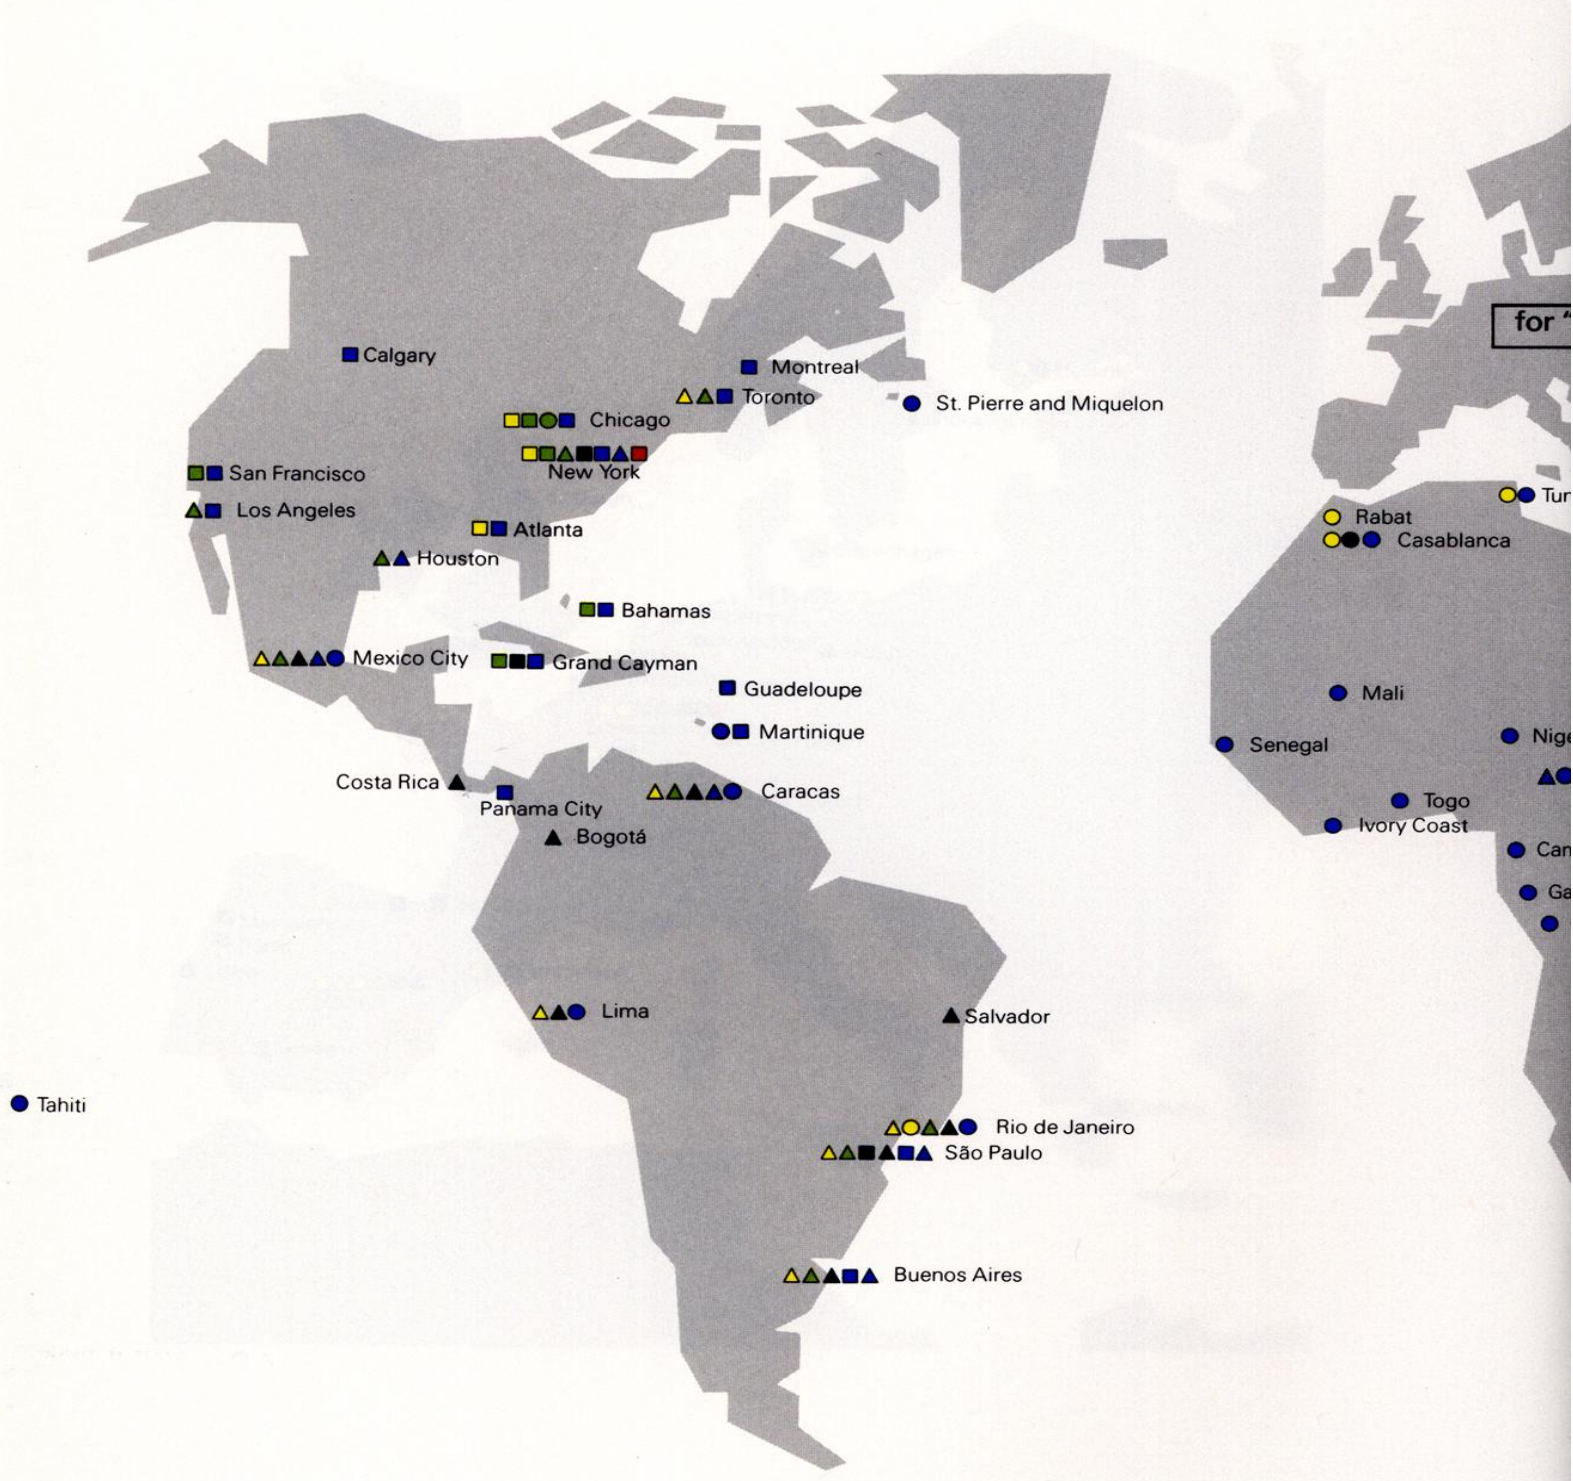 for "
Calgary
Montreal
Toronto
St. Pierre and Miquelon
Chicago
New York
San Francisco
Los Angeles
Atlanta
Houston
Rabat
Casablanca
Bahamas
Mexico City
Grand Cayman
Guadeloupe
Mali
Martinique
Senegal
Costa Rica
Panama City
Caracas
Togo
Ivory Coast
Bogotá
Lima
Salvador
Tahiti
Rio de Janeiro
São Paulo
Buenos Aires